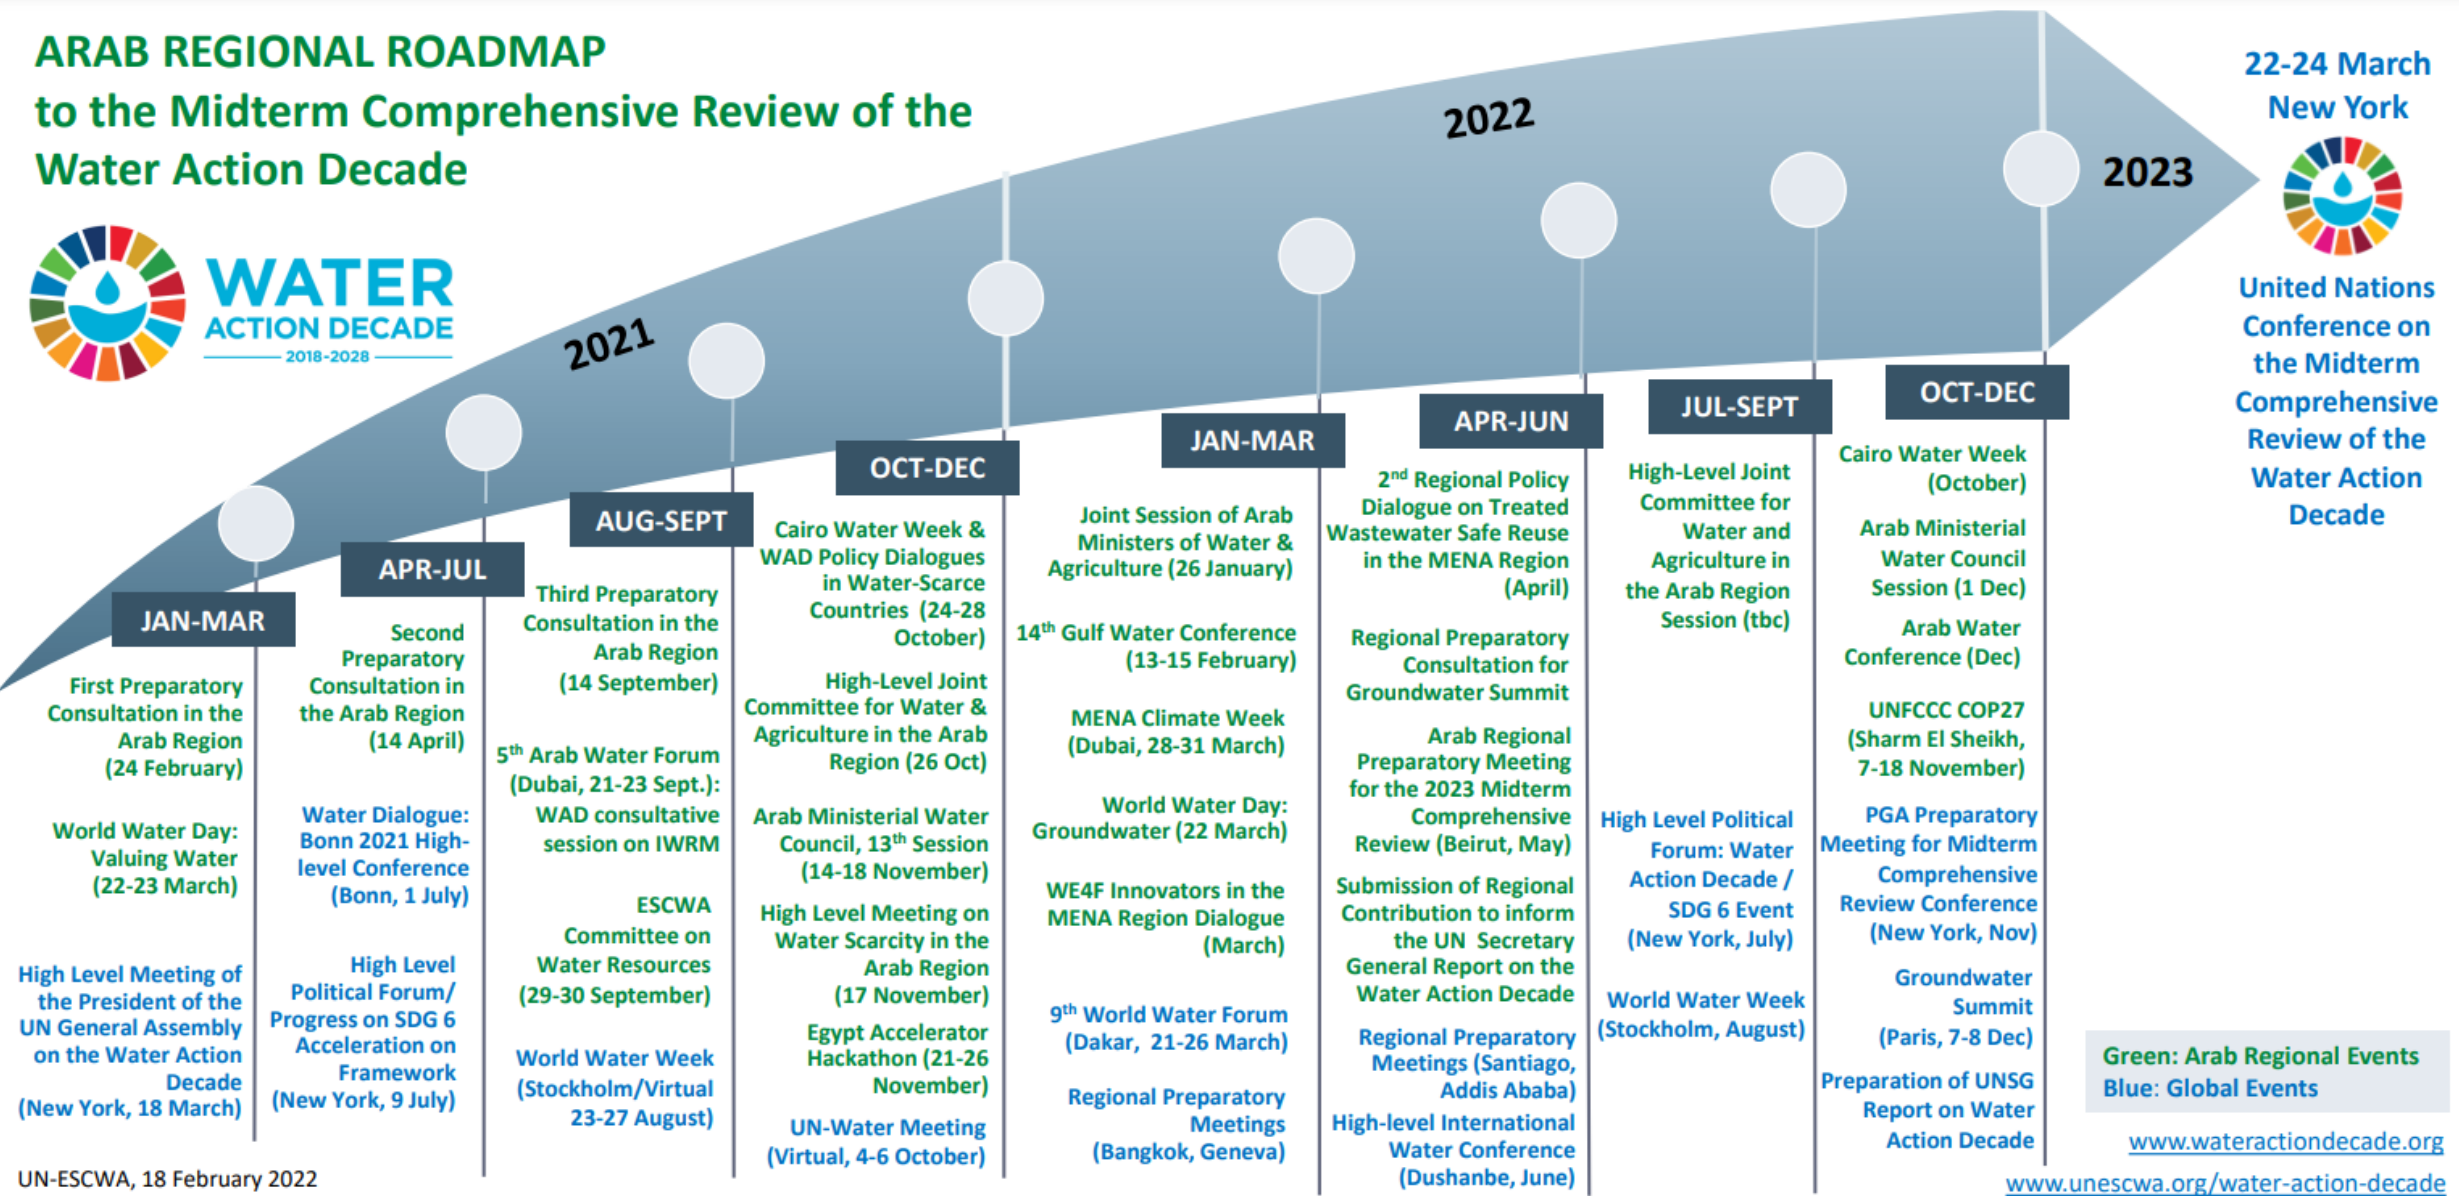 ARAB REGIONAL ROADMAP
to the Midterm Comprehensive Review of the
Water Action Decade
WATER
ACTION DECADE
2018-2028
2021
2022
2023
JAN-MAR
First Preparatory
Consultation in the
Arab Region
(24 February)
World Water Day:
Valuing Water
(22-23 March)
High Level Meeting of
the President of the
UN General Assembly
on the Water Action
Decade
(New York, 18 March)
APR-JUL
Second
Preparatory
Consultation in
the Arab Region
(14 April)
Water Dialogue:
Bonn 2021 High-
level Conference
(Bonn, 1 July)
High Level
Political Forum/
Progress on SDG 6
Acceleration on
Framework
(New York, 9 July)
AUG-SEPT
Third Preparatory
Consultation in the
Arab Region
(14 September)
5th Arab Water Forum
(Dubai, 21-23 Sept.):
WAD consultative
session on IWRM
ESCWA
Committee on
Water Resources
(29-30 September)
World Water Week
(Stockholm/Virtual
23-27 August)
OCT-DEC
Cairo Water Week &
WAD Policy Dialogues
in Water-Scarce
Countries (24-28
October)
High-Level Joint
Committee for Water &
Agriculture in the Arab
Region (26 Oct)
Arab Ministerial Water
Council, 13th Session
(14-18 November)
High Level Meeting on
Water Scarcity in the
Arab Region
(17 November)
Egypt Accelerator
Hackathon (21-26
November)
UN-Water Meeting
(Virtual, 4-6 October)
JAN-MAR
Joint Session of Arab
Ministers of Water &
Agriculture (26 January)
14th Gulf Water Conference
(13-15 February)
MENA Climate Week
(Dubai, 28-31 March)
World Water Day:
Groundwater (22 March)
WE4F Innovators in the
MENA Region Dialogue
(March)
9th World Water Forum
(Dakar, 21-26 March)
Regional Preparatory
Meetings
(Bangkok, Geneva)
APR-JUN
2nd Regional Policy
Dialogue on Treated
Wastewater Safe Reuse
in the MENA Region
(April)
Regional Preparatory
Consultation for
Groundwater Summit
Arab Regional
Preparatory Meeting
for the 2023 Midterm
Comprehensive
Review (Beirut, May)
Submission of Regional
Contribution to inform
the UN Secretary
General Report on the
Water Action Decade
Regional Preparatory
Meetings (Santiago,
Addis Ababa)
High-level International
Water Conference
(Dushanbe, June)
JUL-SEPT
High-Level Joint
Committee for
Water and
Agriculture in
the Arab Region
Session (tbc)
High Level Political
Forum: Water
Action Decade /
SDG 6 Event
(New York, July)
World Water Week
(Stockholm, August)
OCT-DEC
Cairo Water Week
(October)
Arab Ministerial
Water Council
Session (1 Dec)
Arab Water
Conference (Dec)
UNFCCC COP27
(Sharm El Sheikh,
7-18 November)
PGA Preparatory
Meeting for Midterm
Comprehensive
Review Conference
(New York, Nov)
Groundwater
Summit
(Paris, 7-8 Dec)
Preparation of UNSG
Report on Water
Action Decade
22-24 March
New York
United Nations
Conference on
the Midterm
Comprehensive
Review of the
Water Action
Decade
Green: Arab Regional Events
Blue: Global Events
www.wateractiondecade.org
www.unescwa.org/water-action-decade
UN-ESCWA, 18 February 2022